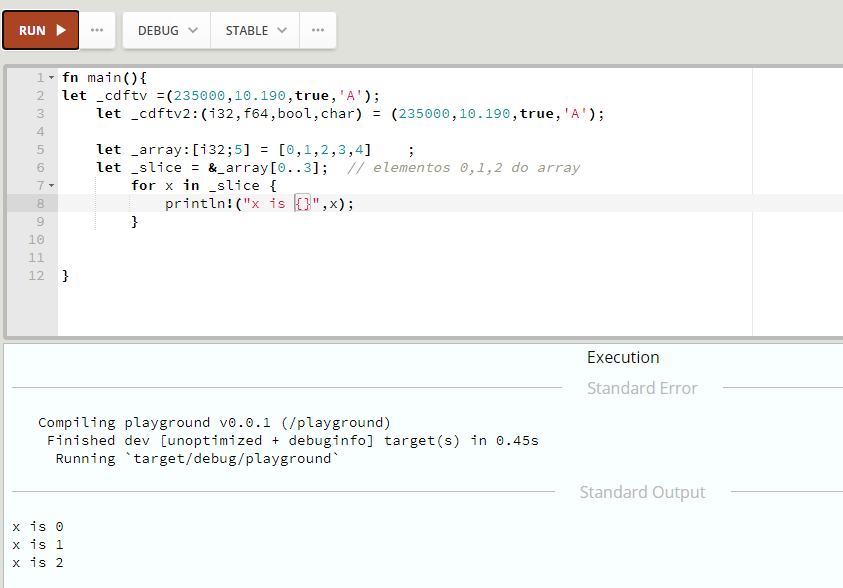 RUN ▶ ··· DEBUG STABLE ···
1 fn main(){
2 let _cdftv =(235000,10.190,true,'A');
3     let _cdftv2:(i32,f64,bool,char) = (235000,10.190,true,'A');
4
5     let _array:[i32;5] = [0,1,2,3,4]    ;
6     let _slice = &_array[0..3];  // elementos 0,1,2 do array
7         for x in _slice {
8             println!("x is {}",x);
9         }
10
11
12 }
Execution
Standard Error
   Compiling playground v0.0.1 (/playground)
    Finished dev [unoptimized + debuginfo] target(s) in 0.45s
     Running `target/debug/playground`
Standard Output
x is 0
x is 1
x is 2